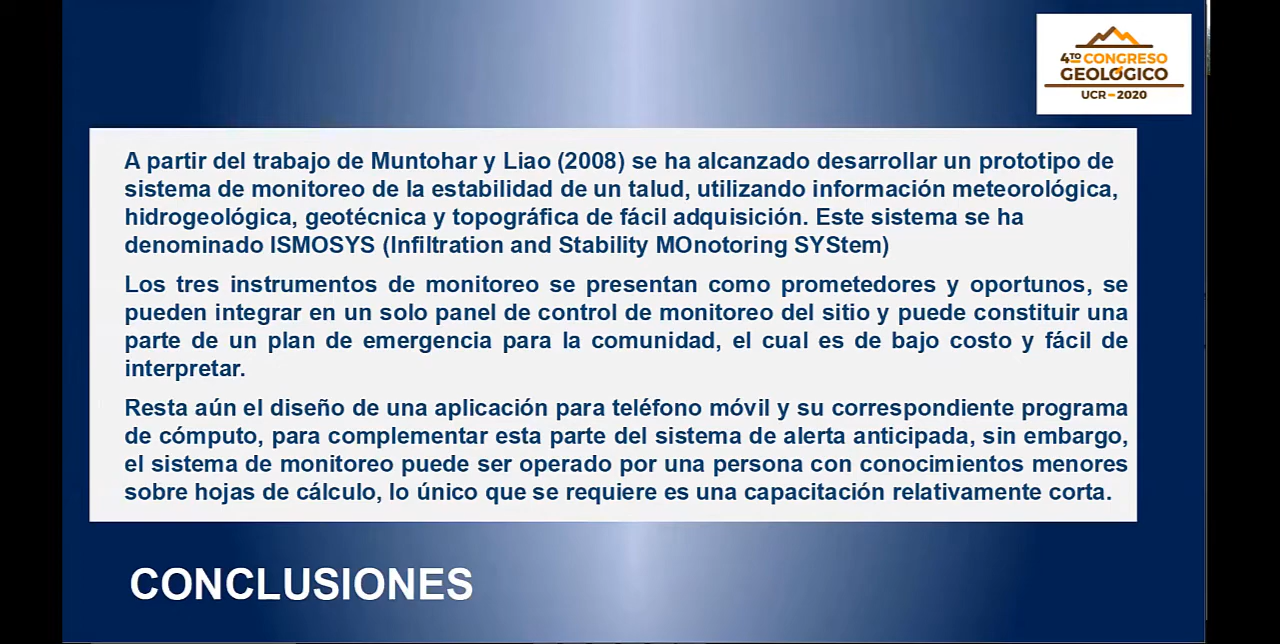 4TO CONGRESO
GEOLÓGICO
UCR – 2020
A partir del trabajo de Muntohar y Liao (2008) se ha alcanzado desarrollar un prototipo de
sistema de monitoreo de la estabilidad de un talud, utilizando información meteorológica,
hidrogeológica, geotécnica y topográfica de fácil adquisición. Este sistema se ha
denominado ISMOSYS (Infiltration and Stability MOnotoring SYStem)
Los tres instrumentos de monitoreo se presentan como prometedores y oportunos, se
pueden integrar en un solo panel de control de monitoreo del sitio y puede constituir una
parte de un plan de emergencia para la comunidad, el cual es de bajo costo y fácil de
interpretar.
Resta aún el diseño de una aplicación para teléfono móvil y su correspondiente programa
de cómputo, para complementar esta parte del sistema de alerta anticipada, sin embargo,
el sistema de monitoreo puede ser operado por una persona con conocimientos menores
sobre hojas de cálculo, lo único que se requiere es una capacitación relativamente corta.
CONCLUSIONES